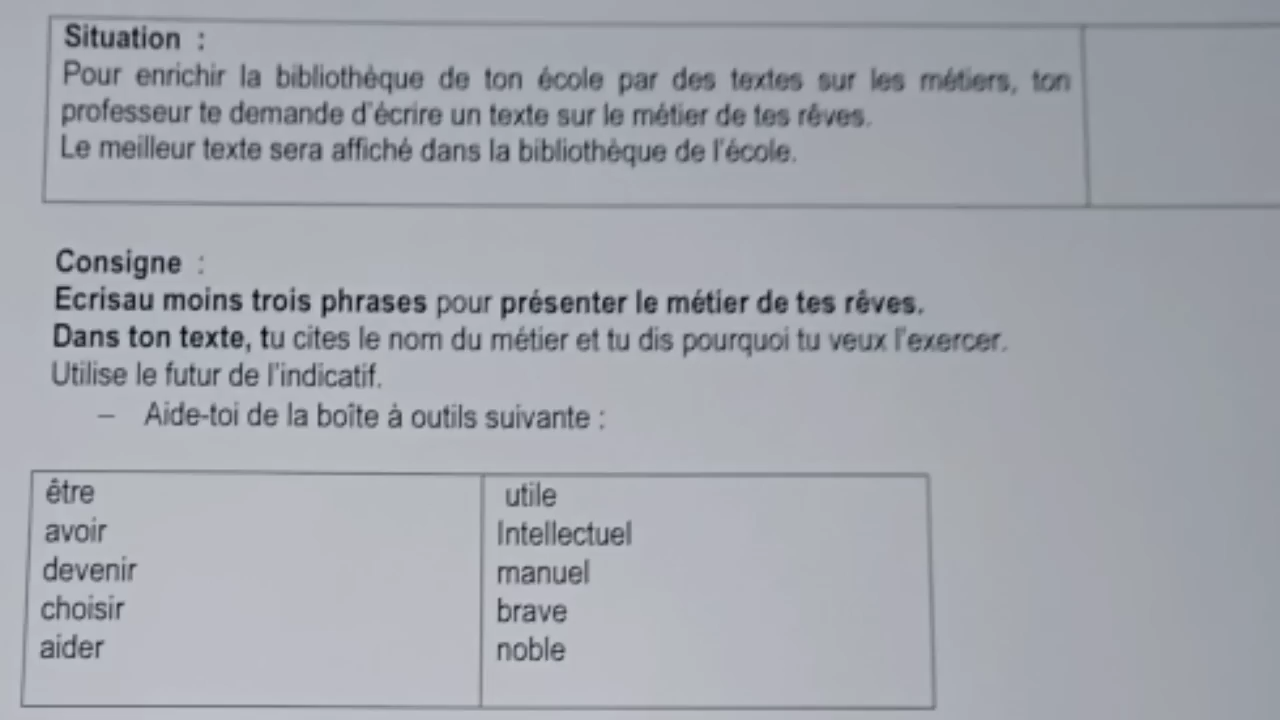 Situation :
Pour enrichir la bibliothèque de ton école par des textes sur les métiers, ton
professeur te demande d'écrire un texte sur le métier de tes rêves.
Le meilleur texte sera affiché dans la bibliothèque de l'école.
Consigne :
Ecrisau moins trois phrases pour présenter le métier de tes rêves.
Dans ton texte, tu cites le nom du métier et tu dis pourquoi tu veux l'exercer.
Utilise le futur de l'indicatif.
– Aide-toi de la boîte à outils suivante :
être
avoir
devenir
choisir
aider
utile
Intellectuel
manuel
brave
noble